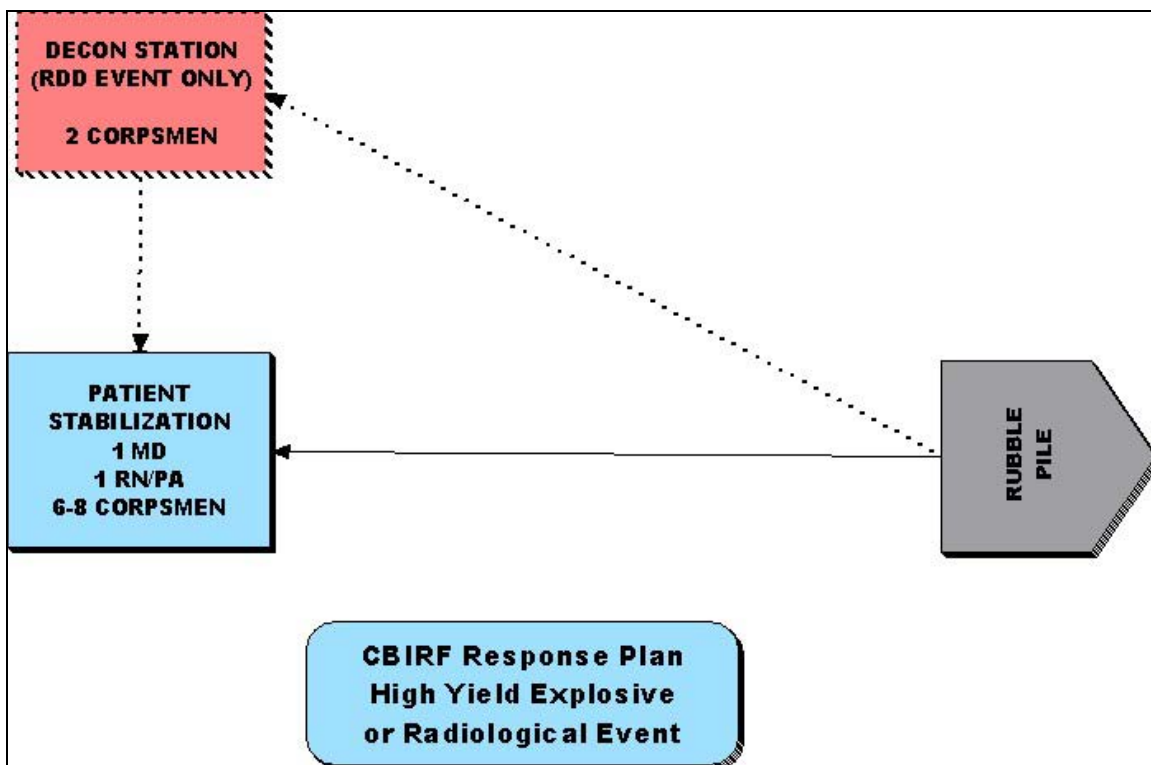 DECON STATION
(RDD EVENT ONLY)
2 CORPSMEN
PATIENT
STABILIZATION
1 MD
1 RN/PA
6-8 CORPSMEN
RUBBLE
PILE
CBIRF Response Plan
High Yield Explosive
or Radiological Event